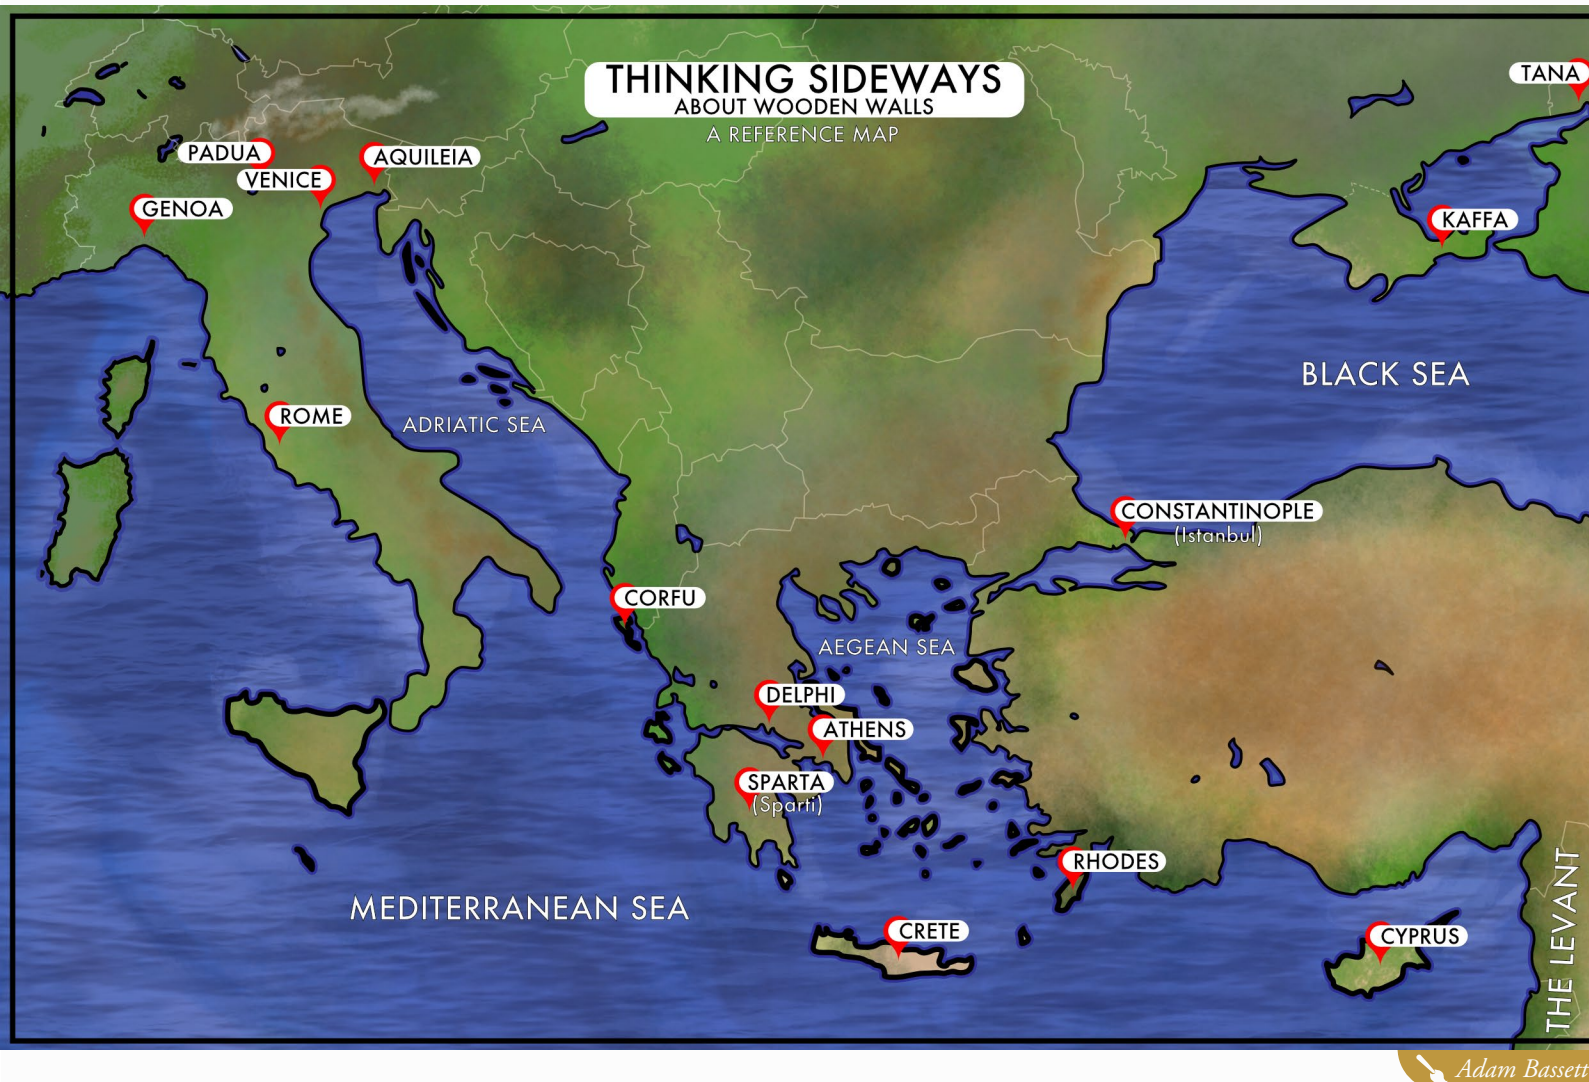 THINKING SIDEWAYS
ABOUT WOODEN WALLS
A REFERENCE MAP
TANA
PADUA
AQUILEIA
VENICE
GENOA
KAFFA
BLACK SEA
ROME
ADRIATIC SEA
CONSTANTINOPLE
(Istanbul)
CORFU
AEGEAN SEA
DELPHI
ATHENS
SPARTA
(Sparti)
RHODES
MEDITERRANEAN SEA
CRETE
CYPRUS
THE LEVANT
Adam Bassett